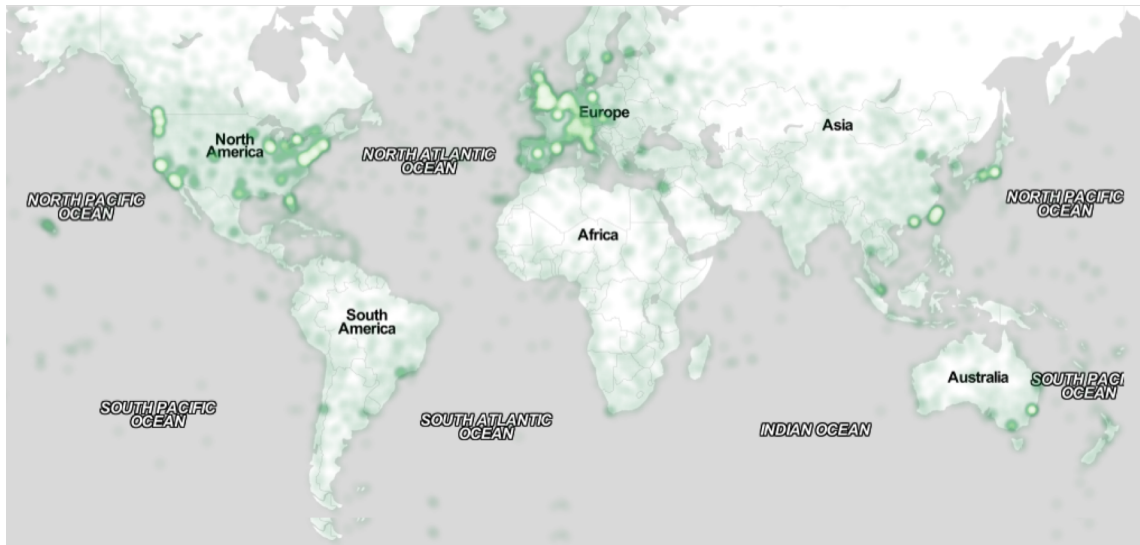 North
America
Europe
Asia
NORTH ATLANTIC
OCEAN
NORTH PACIFIC
OCEAN
NORTH PACIFIC
OCEAN
Africa
South
America
Australia
SOUTH PACI
OCEAN
SOUTH PACIFIC
OCEAN
SOUTH ATLANTIC
OCEAN
INDIAN OCEAN